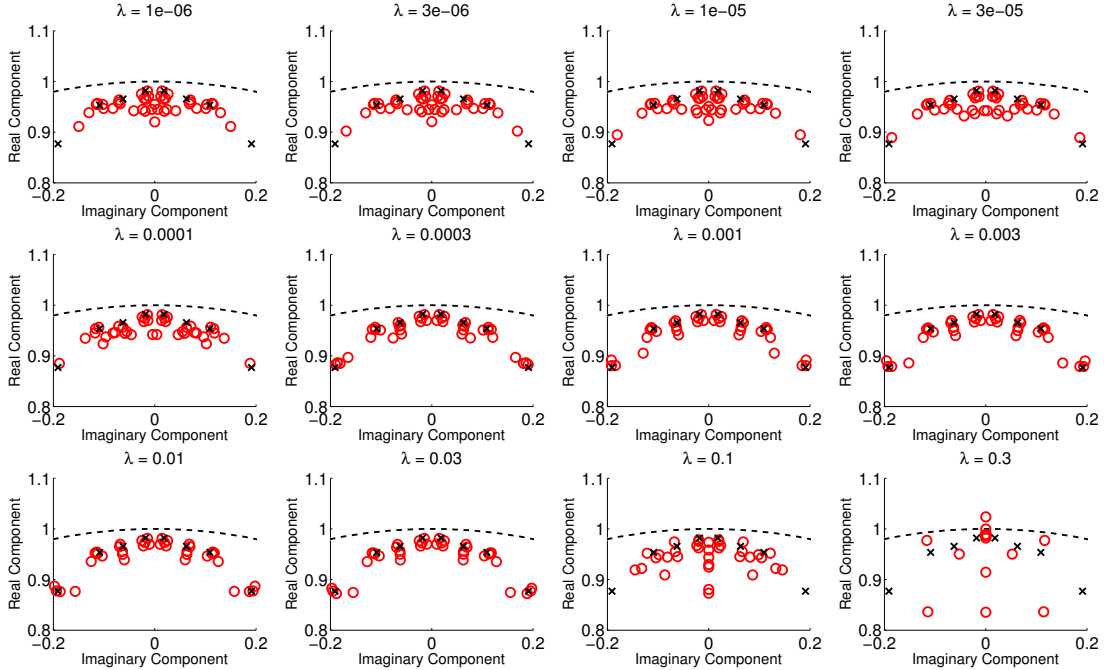 λ = 1e−06
λ = 3e−06
λ = 1e−05
λ = 3e−05
1.1
1
0.9
0.8
−0.2
0
0.2
Real Component
Imaginary Component
1.1
1
0.9
0.8
−0.2
0
0.2
Real Component
Imaginary Component
1.1
1
0.9
0.8
−0.2
0
0.2
Real Component
Imaginary Component
1.1
1
0.9
0.8
−0.2
0
0.2
Real Component
Imaginary Component
λ = 0.0001
λ = 0.0003
λ = 0.001
λ = 0.003
1.1
1
0.9
0.8
−0.2
0
0.2
Real Component
Imaginary Component
1.1
1
0.9
0.8
−0.2
0
0.2
Real Component
Imaginary Component
1.1
1
0.9
0.8
−0.2
0
0.2
Real Component
Imaginary Component
1.1
1
0.9
0.8
−0.2
0
0.2
Real Component
Imaginary Component
λ = 0.01
λ = 0.03
λ = 0.1
λ = 0.3
1.1
1
0.9
0.8
−0.2
0
0.2
Real Component
Imaginary Component
1.1
1
0.9
0.8
−0.2
0
0.2
Real Component
Imaginary Component
1.1
1
0.9
0.8
−0.2
0
0.2
Real Component
Imaginary Component
1.1
1
0.9
0.8
−0.2
0
0.2
Real Component
Imaginary Component